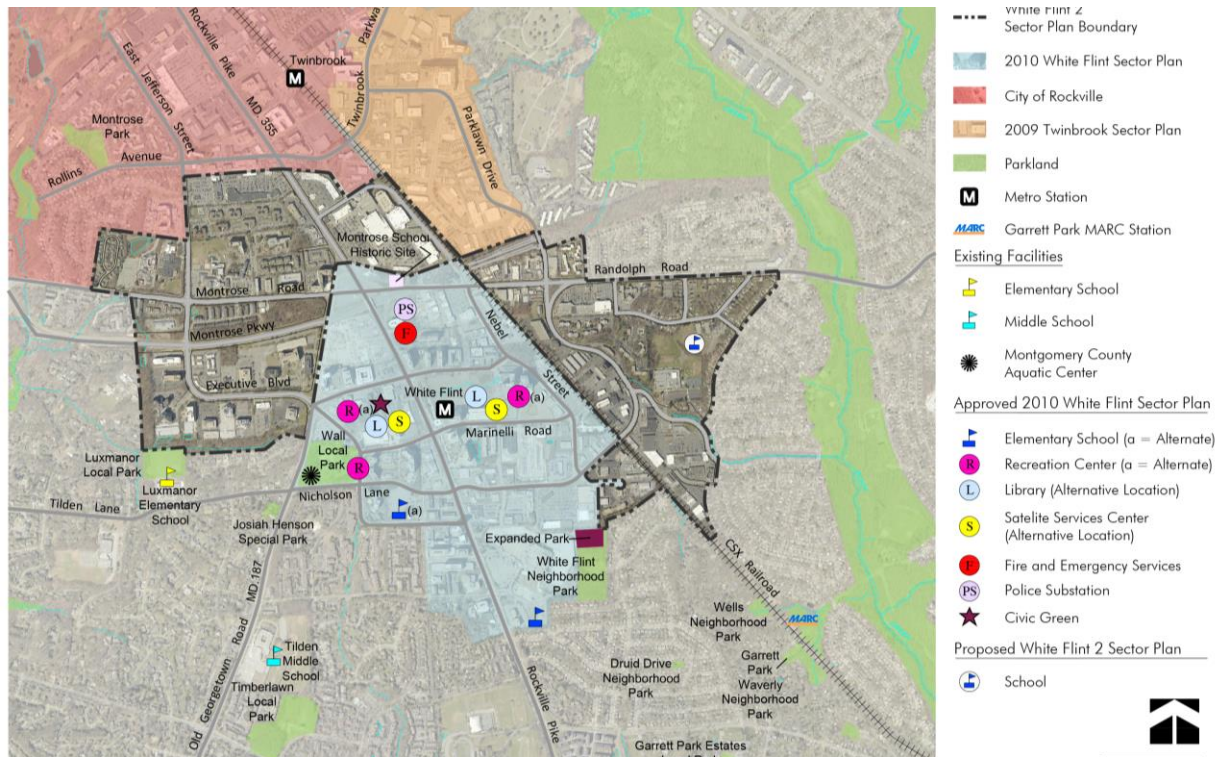 Twinbrook
M
Rockville
Pike
MD 355
East Jefferson Street
Twinbrook Parkway
Parklawn Drive
Montrose
Park
Rollins Avenue
Montrose School
Historic Site
Randolph Road
Montrose Road
PS
Montrose Pkwy
F
Nebel Street
Executive Blvd
White Flint
M
L
R
(a)
R
(a)
L
S
S
Marinelli Road
Wall
Local
Park
R
Luxmanor
Local Park
Luxmanor
Elementary
School
Nicholson Lane
Tilden Lane
(a)
Josiah Henson
Special Park
Expanded Park
White Flint
Neighborhood
Park
CSX Railroad
Old Georgetown Road MD 187
Wells
Neighborhood
Park
MARC
Tilden
Middle
School
Druid Drive
Neighborhood
Park
Garrett
Park
Waverly
Neighborhood
Park
Timberlawn
Local
Park
Rockville Pike
Garrett Park Estates
White Flint 2
Sector Plan Boundary
2010 White Flint Sector Plan
City of Rockville
2009 Twinbrook Sector Plan
Parkland
M Metro Station
MARC Garrett Park MARC Station
Existing Facilities
Elementary School
Middle School
Montgomery County
Aquatic Center
Approved 2010 White Flint Sector Plan
Elementary School (a = Alternate)
R Recreation Center (a = Alternate)
L Library (Alternative Location)
S Satelite Services Center
(Alternative Location)
F Fire and Emergency Services
PS Police Substation
Civic Green
Proposed White Flint 2 Sector Plan
School